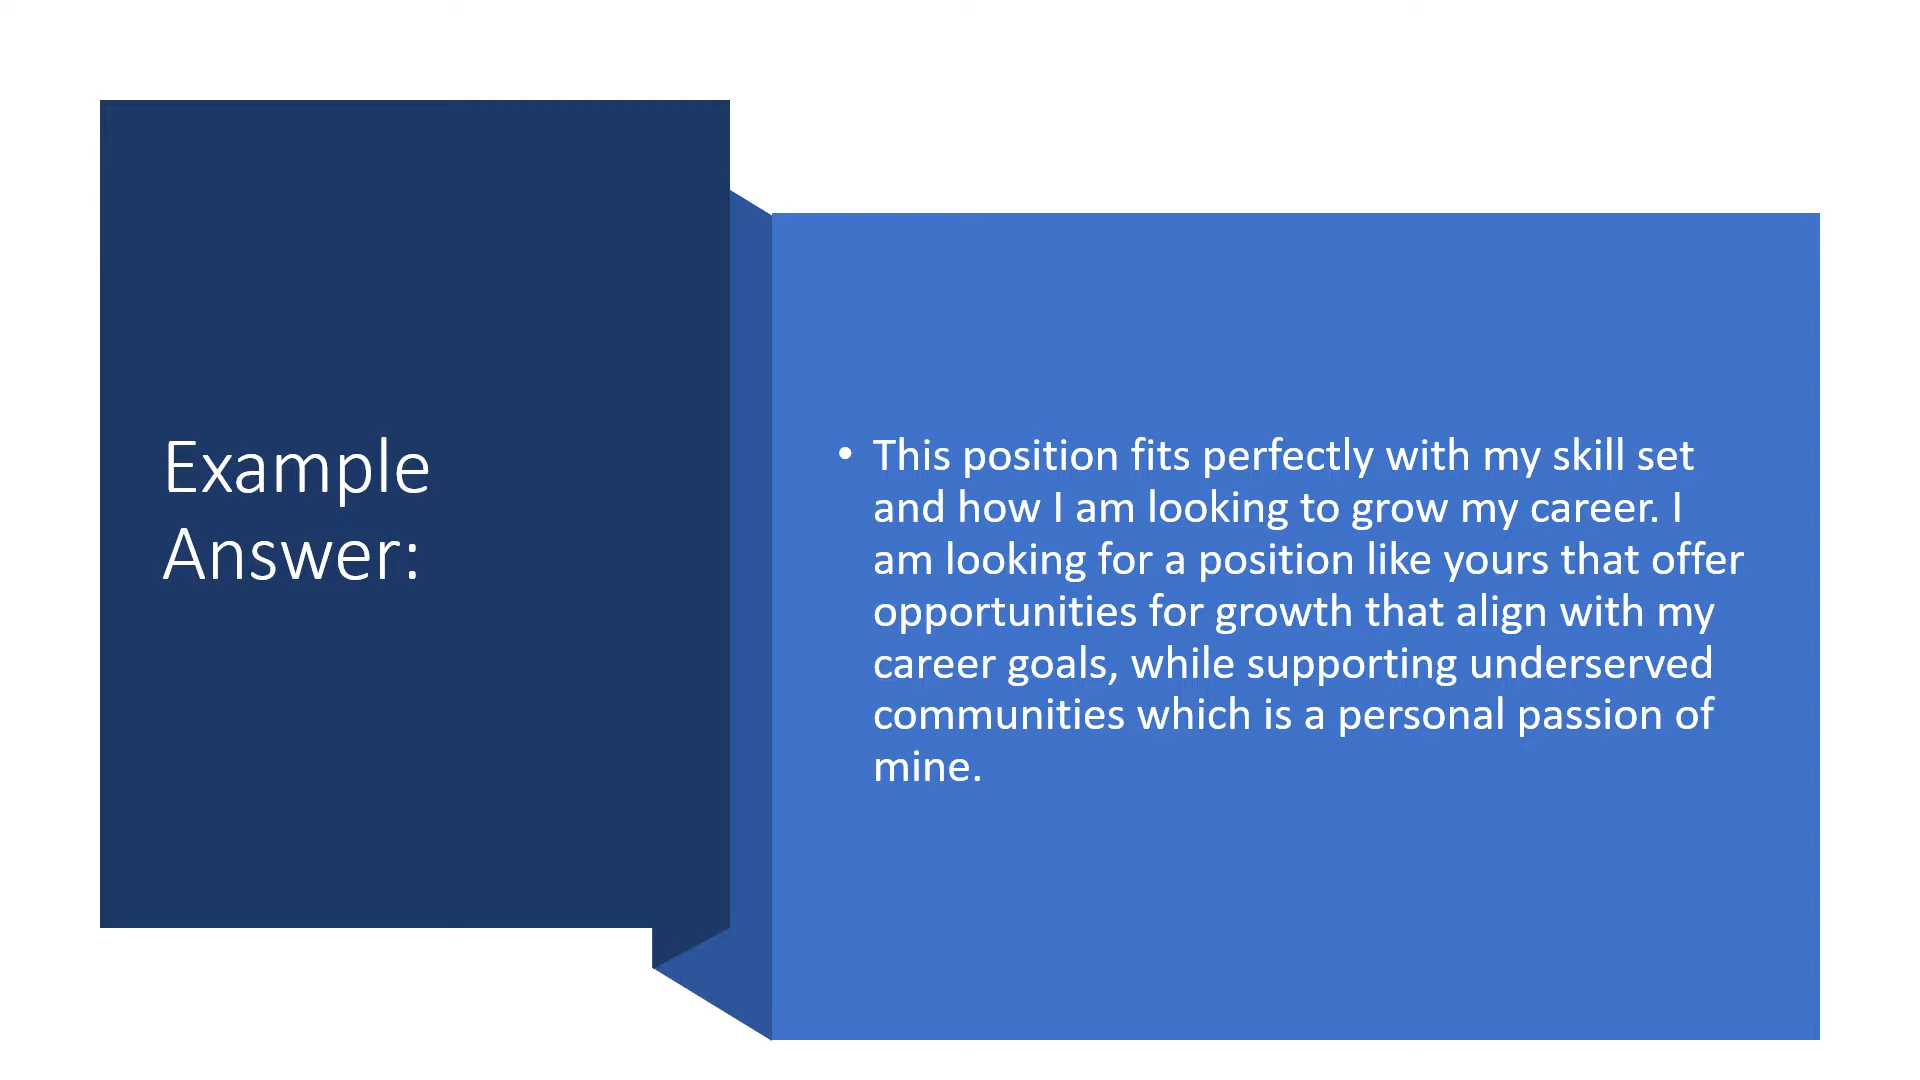 Example
Answer:
• This position fits perfectly with my skill set
and how I am looking to grow my career. I
am looking for a position like yours that offer
opportunities for growth that align with my
career goals, while supporting underserved
communities which is a personal passion of
mine.